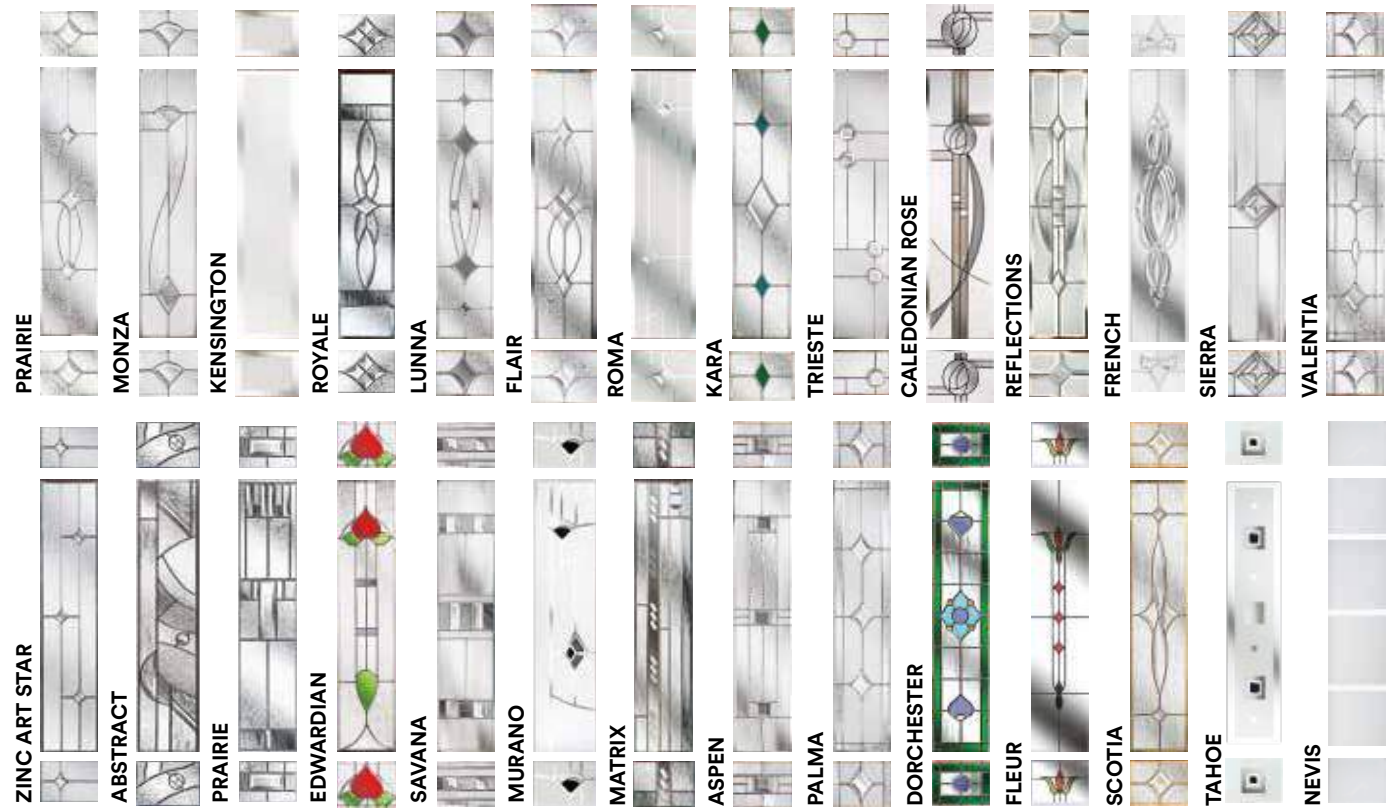 PRAIRIE
MONZA
KENSINGTON
ROYALE
LUNNA
FLAIR
ROMA
KARA
TRIESTE
CALEDONIAN ROSE
REFLECTIONS
FRENCH
SIERRA
VALENTIA
ZINC ART STAR
ABSTRACT
PRAIRIE
EDWARDIAN
SAVANA
MURANO
MATRIX
ASPEN
PALMA
DORCHESTER
FLEUR
SCOTIA
TAHOE
NEVIS